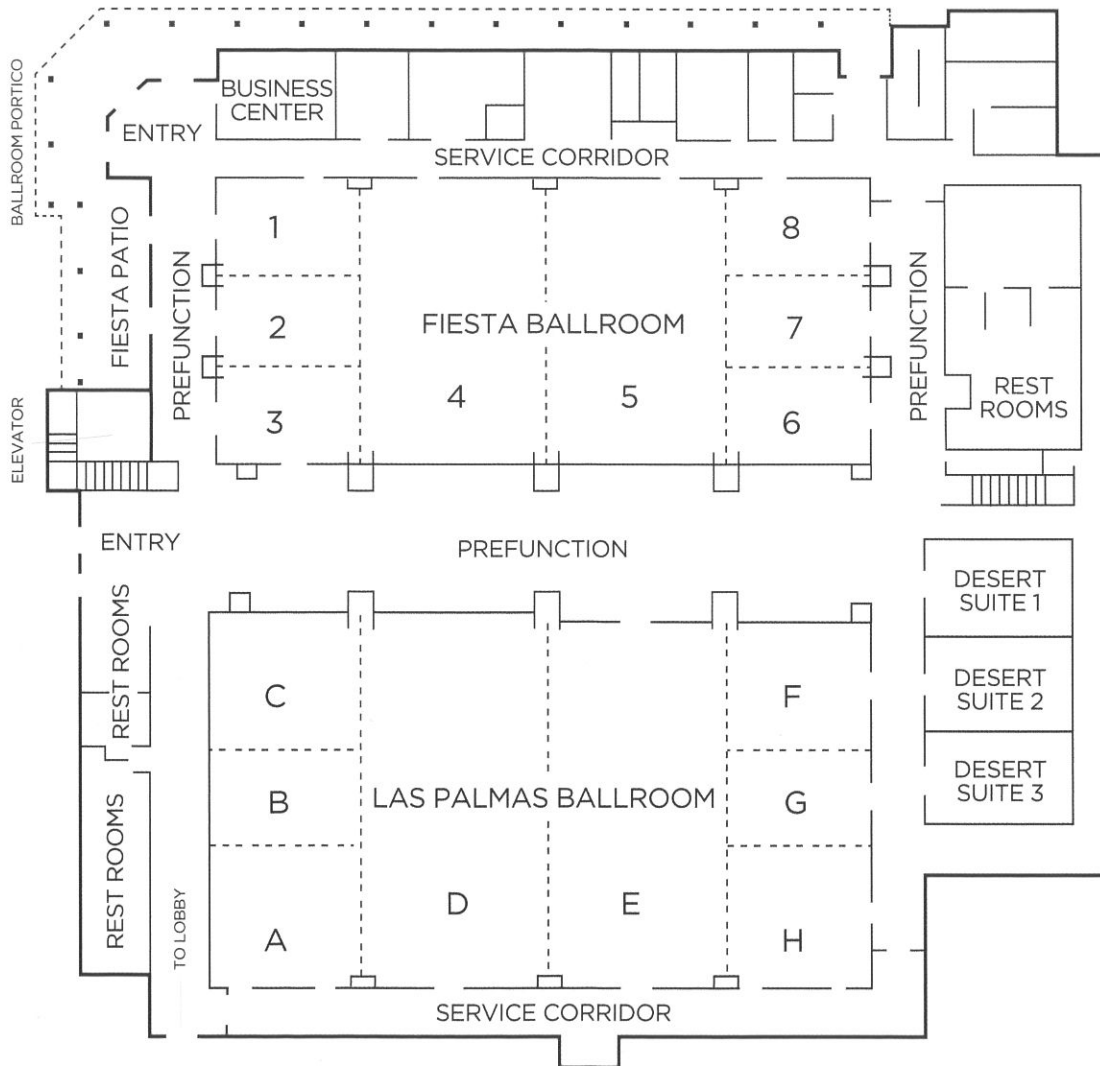 BALLROOM PORTICO
BUSINESS
CENTER
ENTRY
SERVICE CORRIDOR
FIESTA PATIO
PREFUNCTION
1
2
3
4
5
8
7
6
FIESTA BALLROOM
PREFUNCTION
REST
ROOMS
ELEVATOR
ENTRY
PREFUNCTION
REST ROOMS
REST ROOMS
TO LOBBY
C
B
A
LAS PALMAS BALLROOM
D
E
F
G
H
DESERT
SUITE 1
DESERT
SUITE 2
DESERT
SUITE 3
SERVICE CORRIDOR